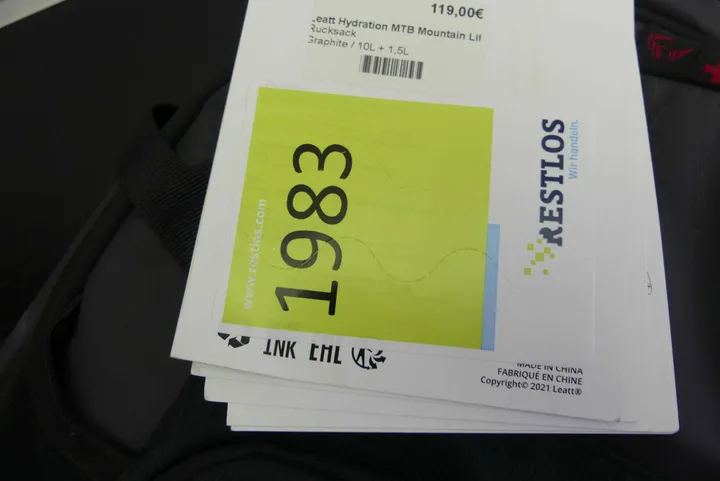 119,00€
Leatt Hydration MTB Mountain
Rucksack
Graphite / 10L + 1,5L
1983
www.restlos.com
RESTLOS
Wir handeln.
INK
MADE IN CHINA
FABRIQUÉ EN CHINE
Copyright© 2021 Leatt®